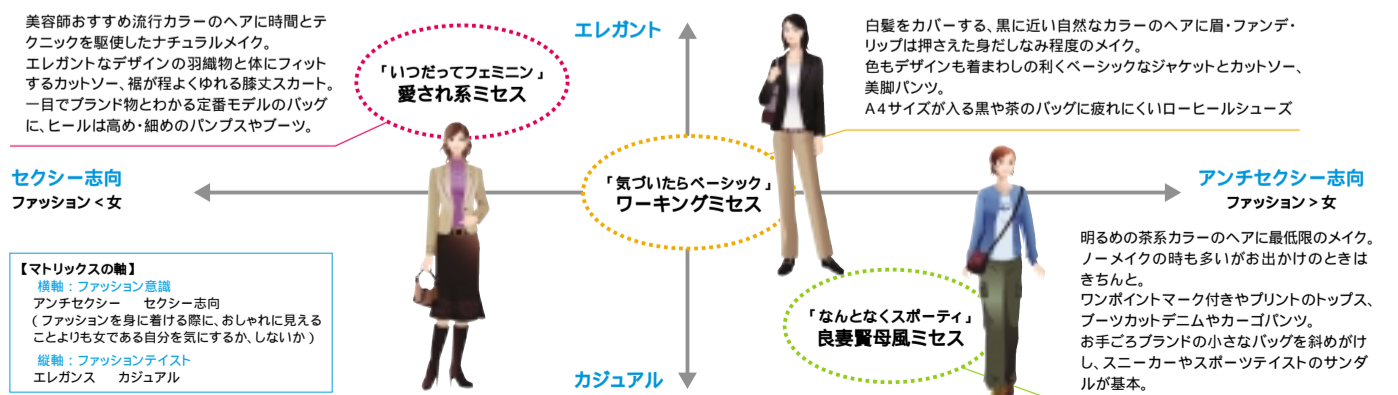 美容師おすすめ流行カラーのヘアに時間とテ
クニックを駆使したナチュラルメイク。
エレガントなデザインの羽織物と体にフィット
するカットソー、裾が程よくゆれる膝丈スカート。
一目でブランド物とわかる定番モデルのバッグ
に、ヒールは高め・細めのパンプスやブーツ。
「いつだってフェミニン」
愛され系ミセス
エレガント
白髪をカバーする、黒に近い自然なカラーのヘアに眉・ファンデ・
リップは押さえた身だしなみ程度のメイク。
色もデザインも着まわしの利くベーシックなジャケットとカットソー、
美脚パンツ。
A4サイズが入る黒や茶のバッグに疲れにくいローヒールシューズ
セクシー志向
ファッション<女
「気づいたらベーシック」
ワーキングミセス
アンチセクシー志向
ファッション>女
【マトリックスの軸】
横軸：ファッション意識
アンチセクシー　　セクシー志向
(ファッションを身に着ける際に、おしゃれに見える
ことよりも女である自分を気にするか、しないか)
縦軸：ファッションテイスト
エレガンス　　カジュアル
カジュアル
「なんとなくスポーティ」
良妻賢母風ミセス
明るめの茶系カラーのヘアに最低限のメイク。
ノーメイクの時も多いがお出かけのときは
きちんと。
ワンポイントマーク付きやプリントのトップス、
ブーツカットデニムやカーゴパンツ。
お手ごろブランドの小さなバッグを斜めがけ
し、スニーカーやスポーツテイストのサンダ
ルが基本。